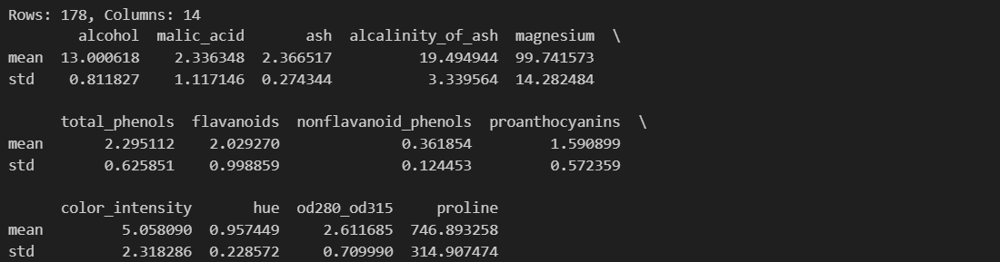 Rows: 178, Columns: 14
        alcohol  malic_acid       ash  alcalinity_of_ash  magnesium  \
mean  13.000618    2.336348  2.366517          19.494944  99.741573
std    0.811827    1.117146  0.274344           3.339564  14.282484

      total_phenols  flavanoids  nonflavanoid_phenols  proanthocyanins  \
mean       2.295112    2.029270              0.361854         1.590899
std        0.625851    0.998859              0.124453         0.572359

      color_intensity       hue  od280_od315     proline
mean         5.058090  0.957449     2.611685  746.893258
std          2.318286  0.228572     0.709990  314.907474